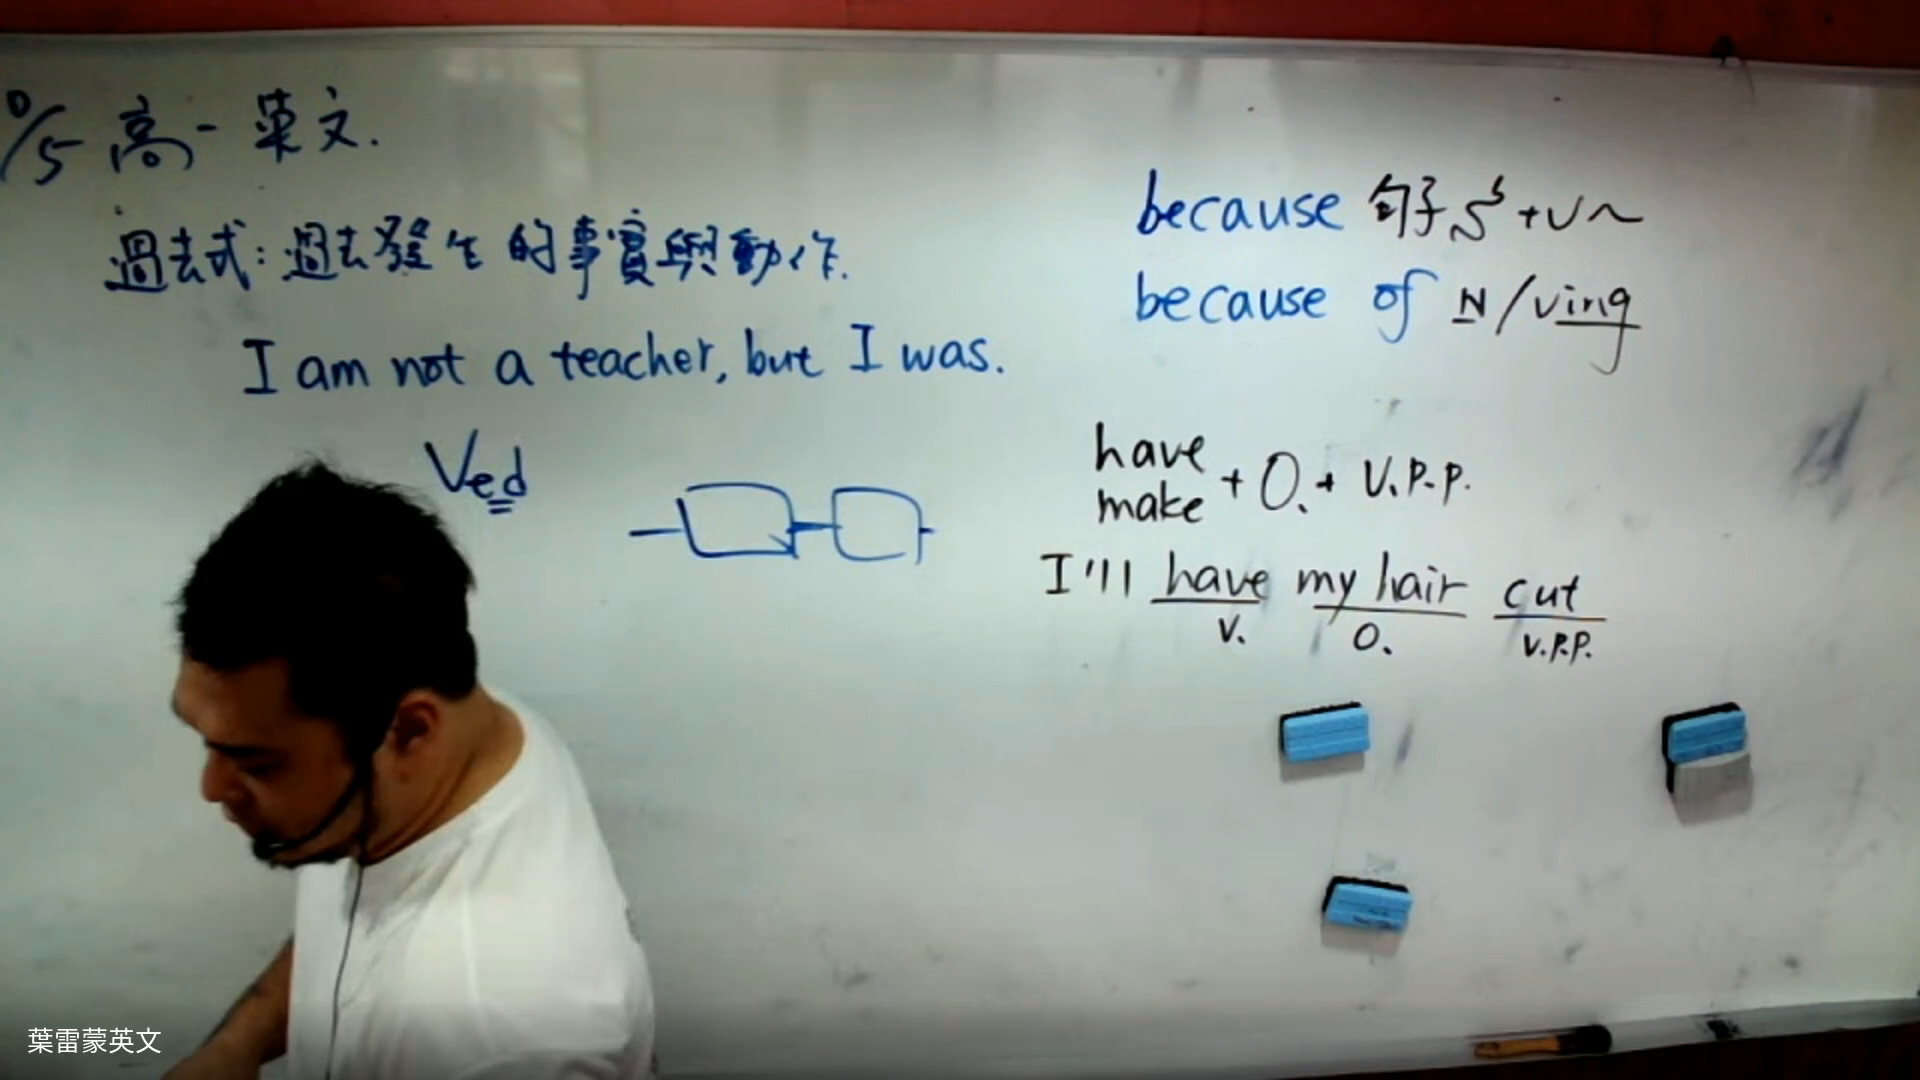 0/5 高一英文.
過去式:過去發生的事實與動作.
I am not a teacher, but I was.
Ved
because 句子 S+V~
because of N/Ving
have
make + O. + V.P.P.
I'll have my hair cut
V. O. V.P.P.
葉雷蒙英文